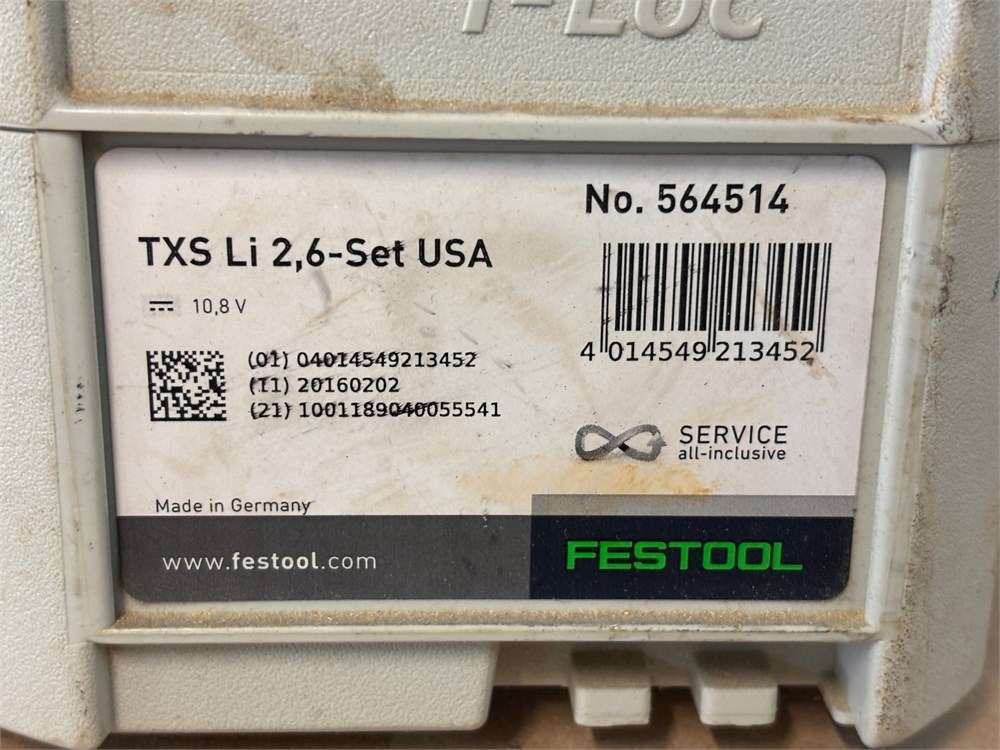 T-LOC
No. 564514
TXS Li 2,6-Set USA
10,8 V
4 014549 213452
(01) 04014549213452
(11) 20160202
(21) 1001189040055541
SERVICE
all-inclusive
Made in Germany
www.festool.com
FESTOOL